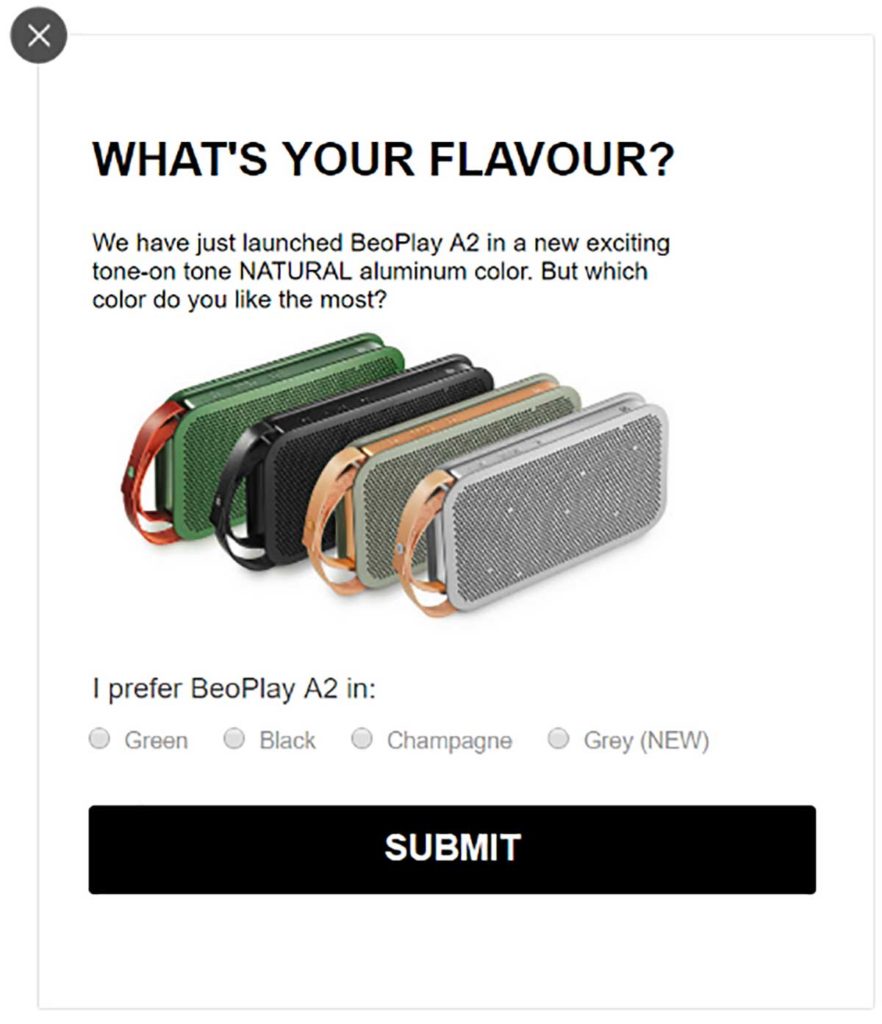 WHAT'S YOUR FLAVOUR?
We have just launched BeoPlay A2 in a new exciting
tone-on tone NATURAL aluminum color. But which
color do you like the most?
I prefer BeoPlay A2 in:
Green Black Champagne Grey (NEW)
SUBMIT